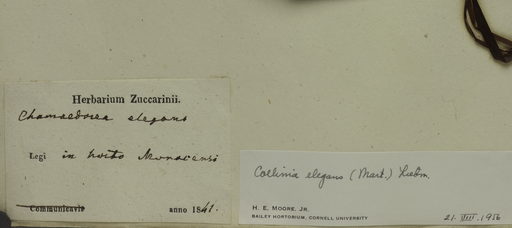 Herbarium Zuccarinii.
Chamaedorea elegans
Legi in horto Monacensi
Communicavit anno 1841.
Collinia elegans (Mart.) Liebm.
H. E. MOORE, JR.
BAILEY HORTORIUM, CORNELL UNIVERSITY 21. VIII. 1956